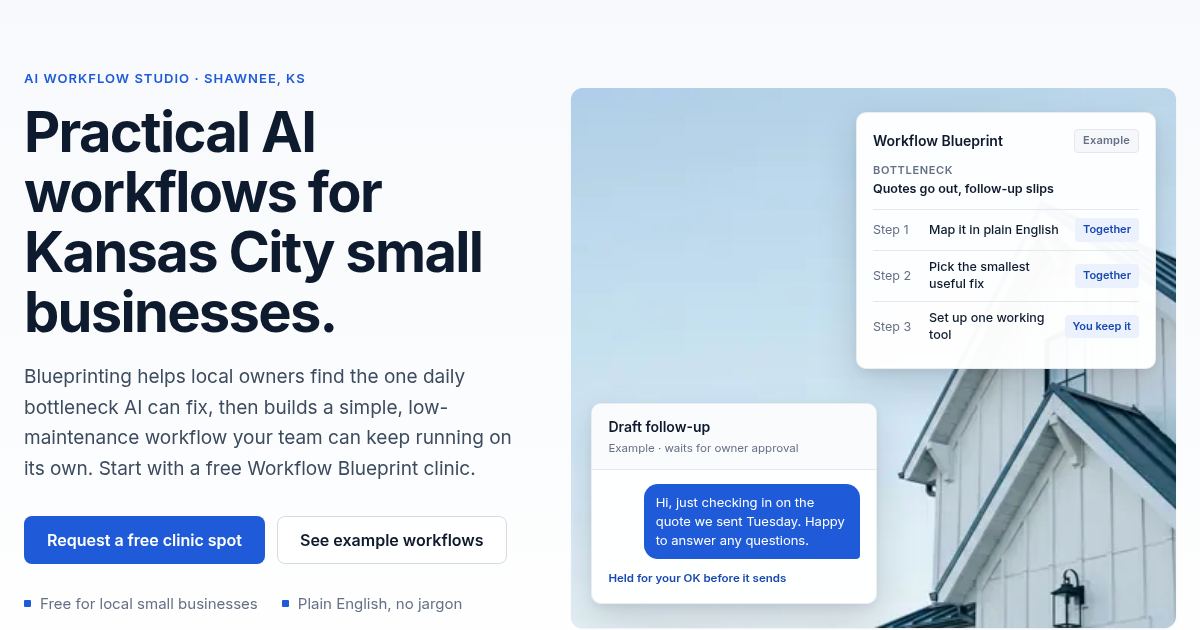 AI WORKFLOW STUDIO · SHAWNEE, KS
Practical AI
workflows for
Kansas City small
businesses.
Blueprinting helps local owners find the one daily
bottleneck AI can fix, then builds a simple, low-
maintenance workflow your team can keep running on
its own. Start with a free Workflow Blueprint clinic.
Request a free clinic spot
See example workflows
Free for local small businesses
Plain English, no jargon
Workflow Blueprint
Example
BOTTLENECK
Quotes go out, follow-up slips
Step 1 Map it in plain English Together
Step 2 Pick the smallest
useful fix Together
Step 3 Set up one working
tool You keep it
Draft follow-up
Example · waits for owner approval
Hi, just checking in on the
quote we sent Tuesday. Happy
to answer any questions.
Held for your OK before it sends